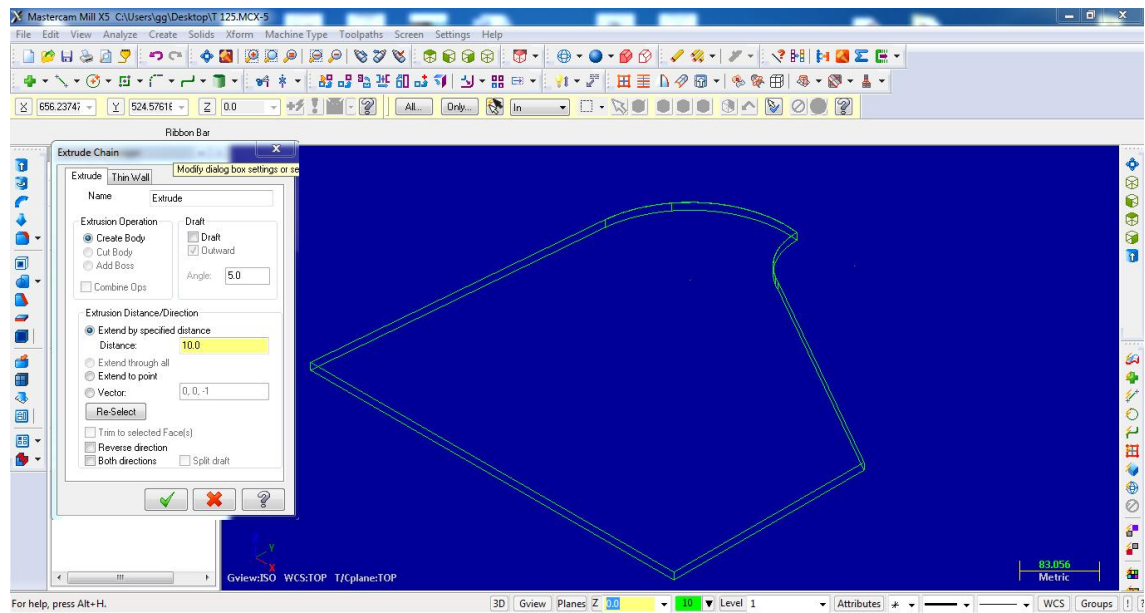 Mastercam Mill X5 C:\Users\gg\Desktop\T 125.MCX-5
File Edit View Analyze Create Solids Xform Machine Type Toolpaths Screen Settings Help
X 656.23747 Y 524.57616 Z 0.0 All... Only... In
Ribbon Bar
Extrude Chain
Modify dialog box settings or se
Extrude Thin Wall
Name Extrude
Extrusion Operation Draft
Create Body Draft
Cut Body Outward
Add Boss
Angle: 5.0
Combine Ops
Extrusion Distance/Direction
Extend by specified distance
Distance: 10.0
Extend through all
Extend to point
Vector: 0, 0, -1
Re-Select
Trim to selected Face(s)
Reverse direction
Both directions Split draft
Y
X
Gview:ISO WCS:TOP T/Cplane:TOP
83.056
Metric
For help, press Alt+H.
3D Gview Planes Z 0.0 10 Level 1 Attributes * WCS Groups ! ?